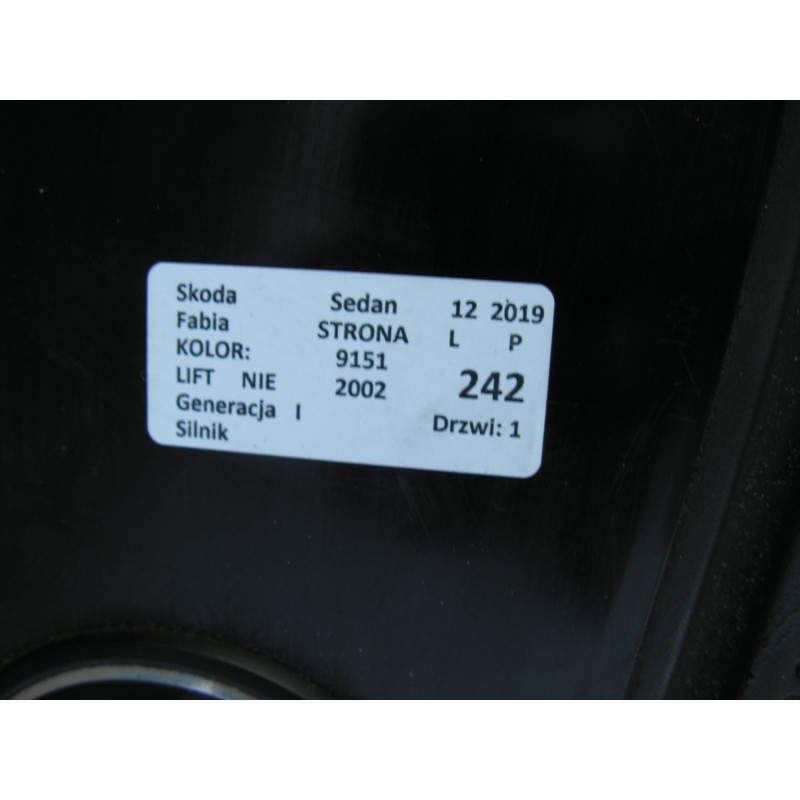 Skoda Sedan 12 2019
Fabia STRONA L P
KOLOR: 9151
LIFT NIE 2002 242
Generacja I Drzwi: 1
Silnik